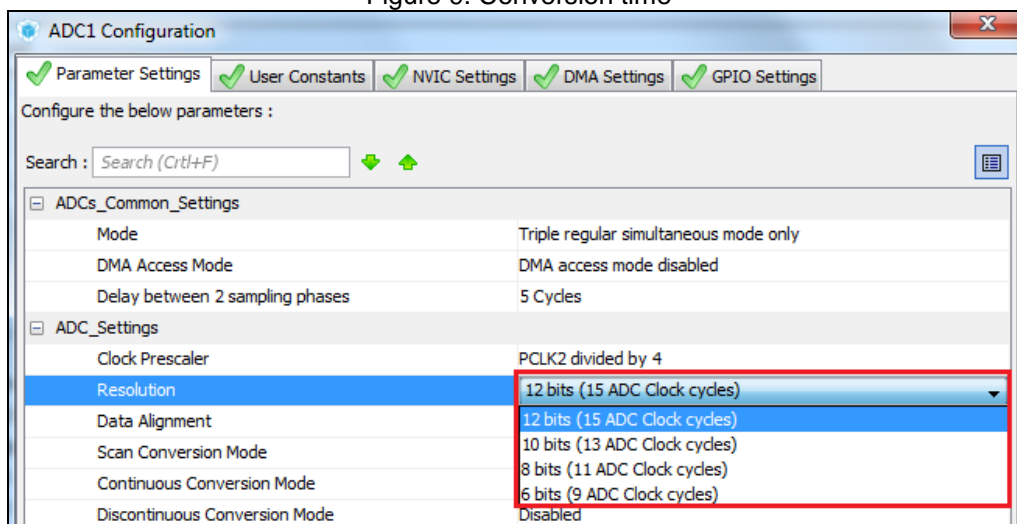 Figure 9. Conversion time
ADC1 Configuration
X
Parameter Settings User Constants NVIC Settings DMA Settings GPIO Settings
Configure the below parameters :
Search : Search (Crtl+F)
ADCs_Common_Settings
Mode Triple regular simultaneous mode only
DMA Access Mode DMA access mode disabled
Delay between 2 sampling phases 5 Cycles
ADC_Settings
Clock Prescaler PCLK2 divided by 4
Resolution 12 bits (15 ADC Clock cycles)
Data Alignment 12 bits (15 ADC Clock cycles)
Scan Conversion Mode 10 bits (13 ADC Clock cycles)
Continuous Conversion Mode 8 bits (11 ADC Clock cycles)
6 bits (9 ADC Clock cycles)
Discontinuous Conversion Mode Disabled